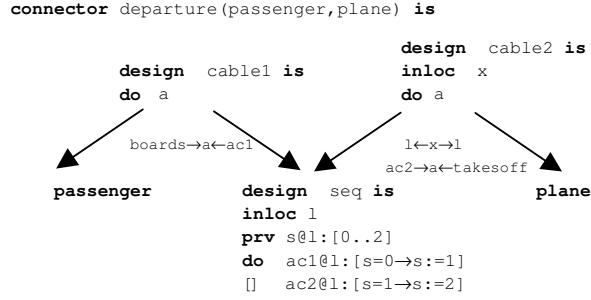 connector departure(passenger,plane) is
design cable1 is
do a
design cable2 is
inloc x
do a
boards→a←ac1
l←x→l
ac2→a←takesoff
passenger
design seq is
inloc l
prv s@l:[0..2]
do ac1@l:[s=0→s:=1]
[] ac2@l:[s=1→s:=2]
plane